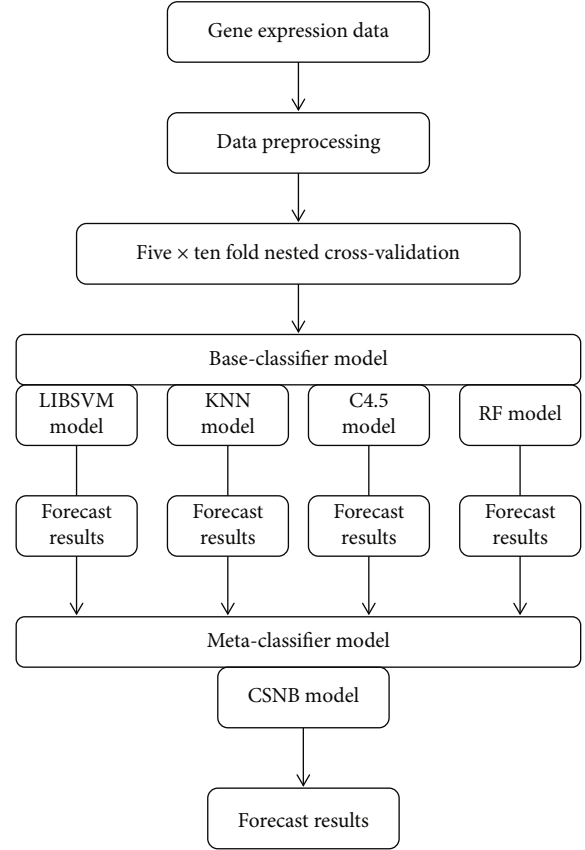 Gene expression data
Data preprocessing
Five × ten fold nested cross-validation
Base-classifier model
LIBSVM
model
KNN
model
C4.5
model
RF model
Forecast
results
Forecast
results
Forecast
results
Forecast
results
Meta-classifier model
CSNB model
Forecast results